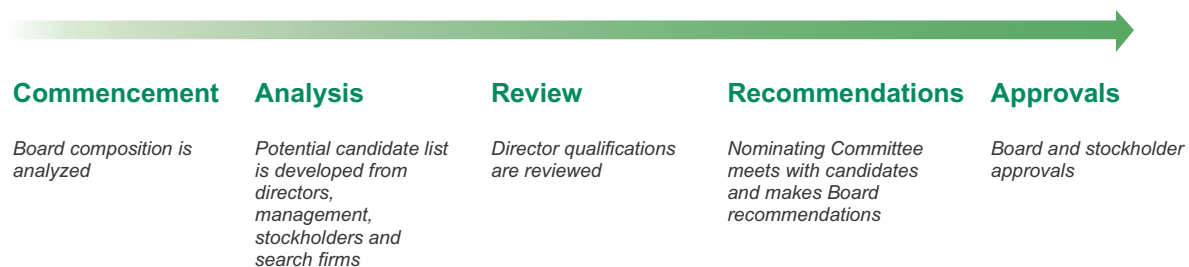 Commencement
Board composition is
analyzed
Analysis
Potential candidate list
is developed from
directors,
management,
stockholders and
search firms
Review
Director qualifications
are reviewed
Recommendations
Nominating Committee
meets with candidates
and makes Board
recommendations
Approvals
Board and stockholder
approvals